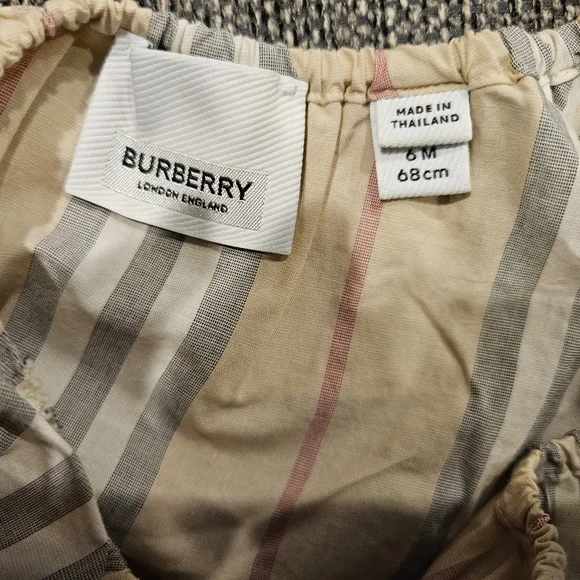 BURBERRY
LONDON ENGLAND
MADE IN
THAILAND
6 M
68cm